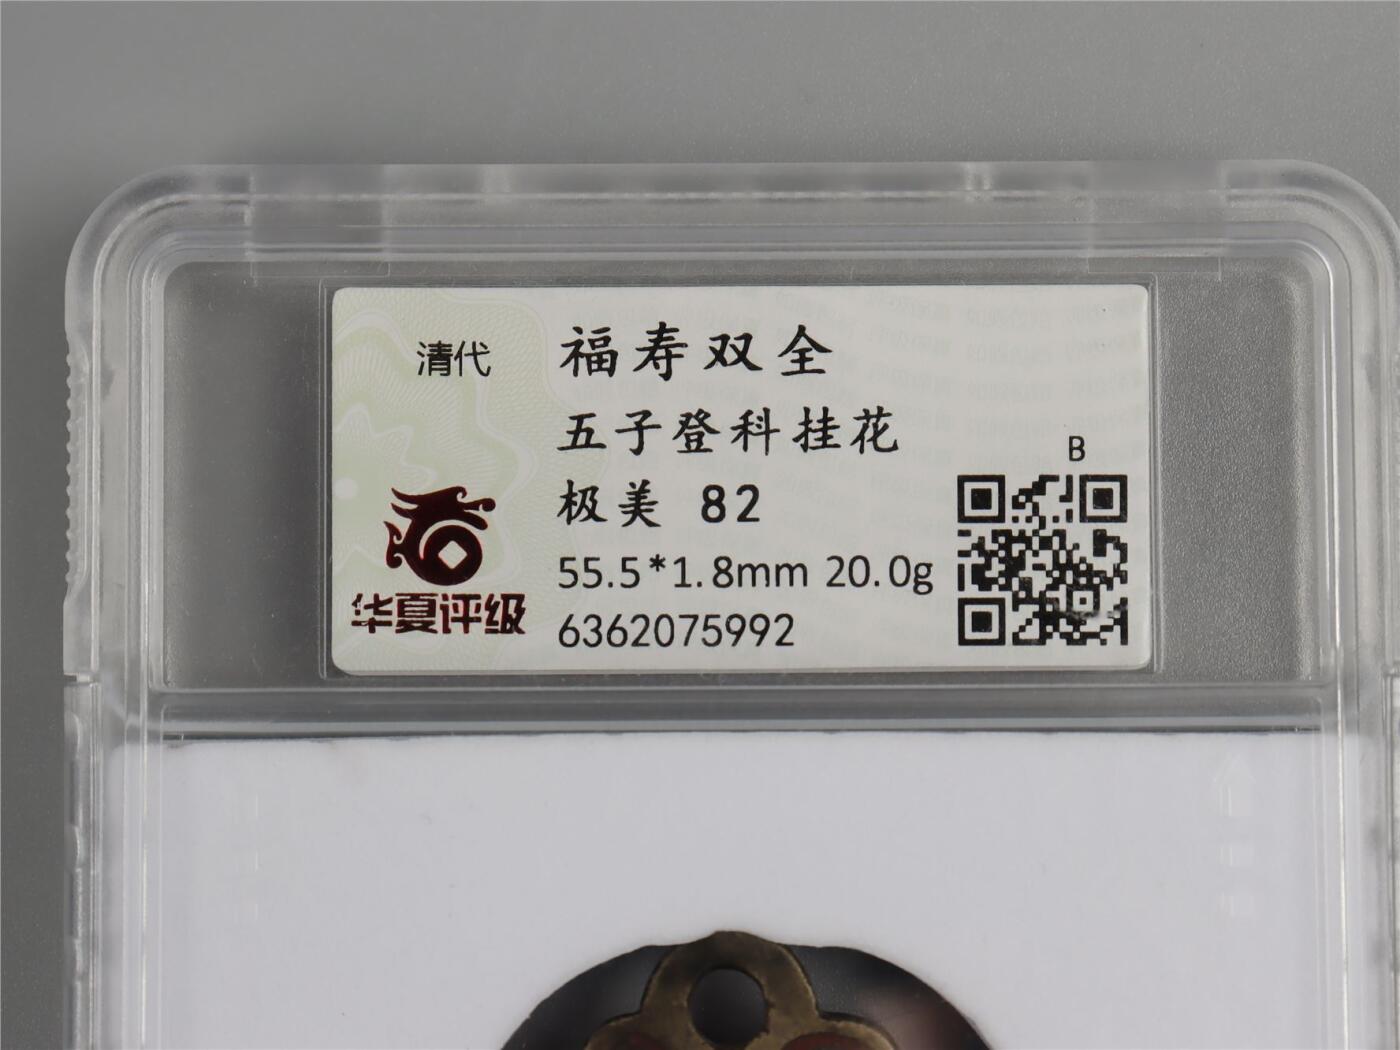 清代
福寿双全
五子登科挂花
极美 82
55.5*1.8mm 20.0g
6362075992
华夏评级
B